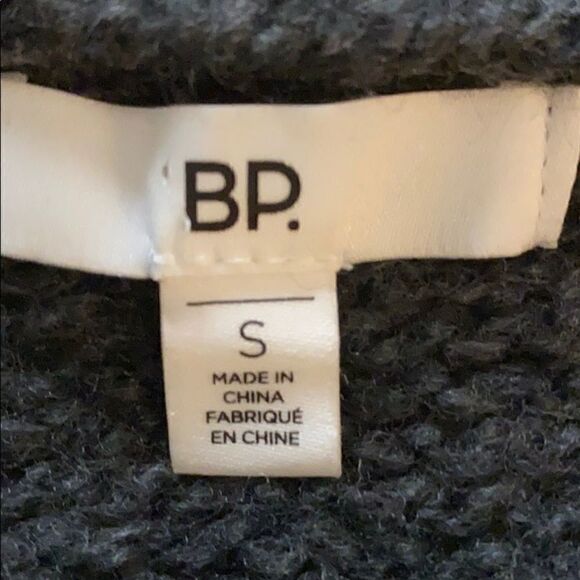 BP.
S
MADE IN
CHINA
FABRIQUÉ
EN CHINE